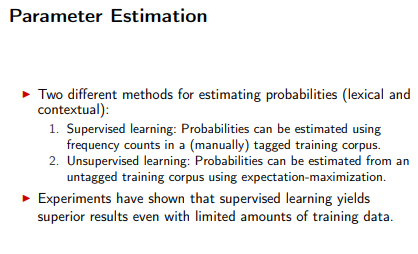 Parameter Estimation
► Two different methods for estimating probabilities (lexical and
contextual):
1. Supervised learning: Probabilities can be estimated using
frequency counts in a (manually) tagged training corpus.
2. Unsupervised learning: Probabilities can be estimated from an
untagged training corpus using expectation-maximization.
► Experiments have shown that supervised learning yields
superior results even with limited amounts of training data.